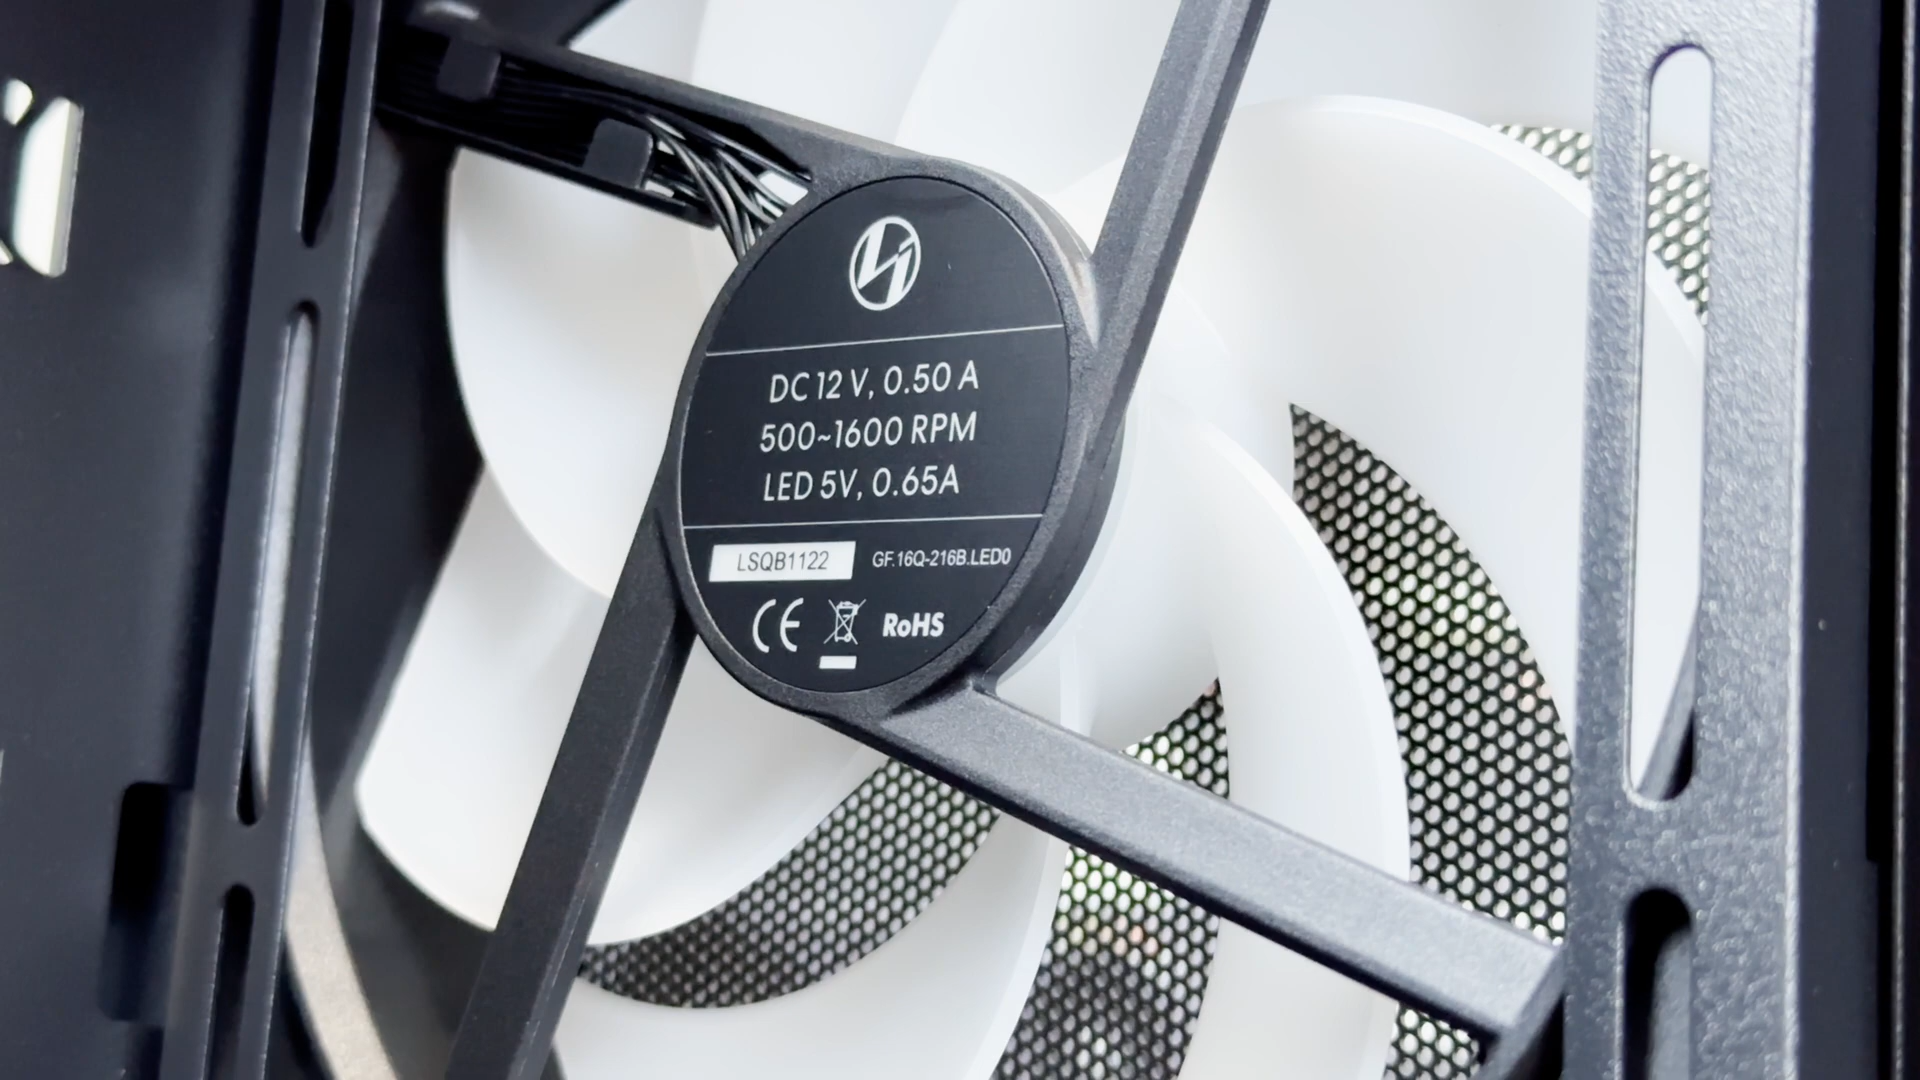 DC 12 V, 0.50 A
500~1600 RPM
LED 5V, 0.65A
LSQB1122 GF.16Q-216B.LED0
CE RoHS